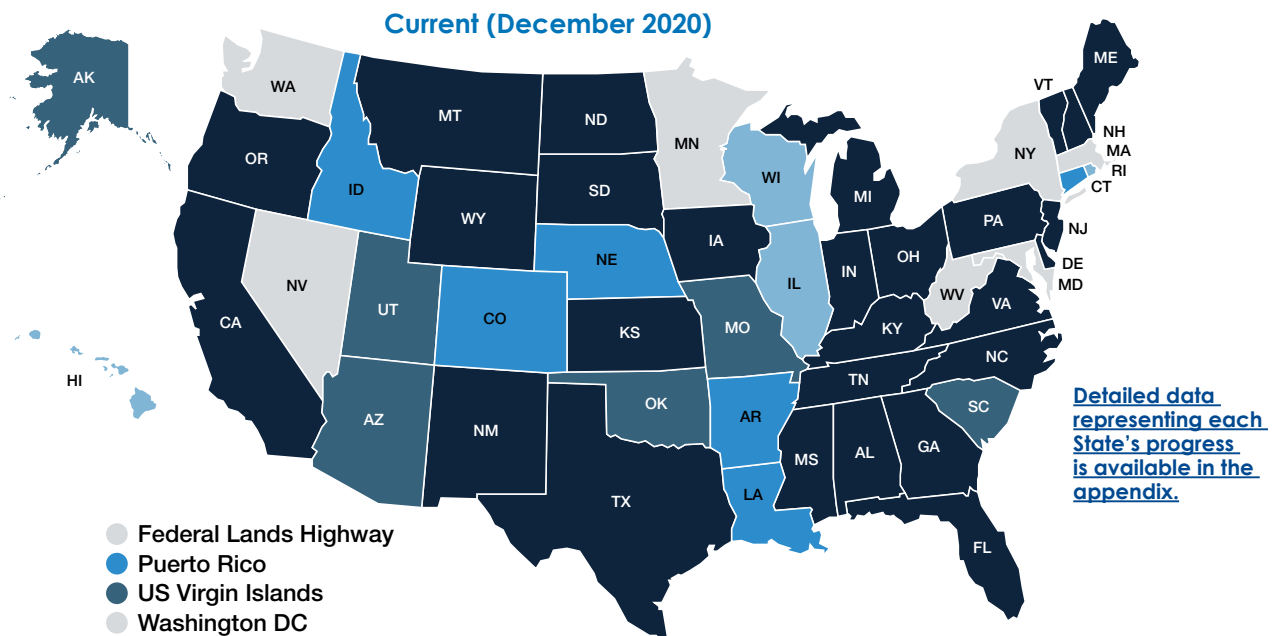 Current (December 2020)
AK
WA
MT
ND
MN
VT
ME
OR
ID
SD
WI
NY
NH
MA
RI
CT
WY
MI
PA
NJ
IA
NE
OH
DE
MD
NV
UT
CO
IL
IN
WV
VA
CA
KS
MO
KY
NC
HI
TN
AZ
OK
AR
SC
NM
MS
AL
GA
TX
LA
FL
Detailed data
representing each
State's progress
is available in the
appendix.
Federal Lands Highway
Puerto Rico
US Virgin Islands
Washington DC